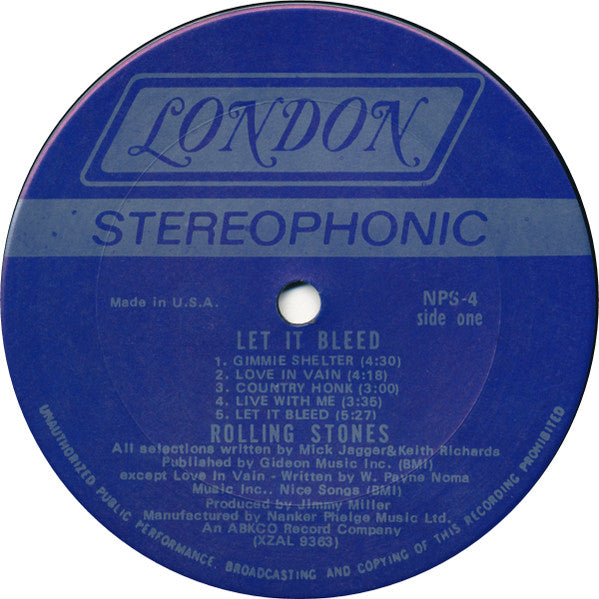 LONDON
STEREOPHONIC
Made in U.S.A.
NPS-4
side one
LET IT BLEED
1. GIMMIE SHELTER (4:30)
2. LOVE IN VAIN (4:18)
3. COUNTRY HONK (3:00)
4. LIVE WITH ME (3:35)
5. LET IT BLEED (5:27)
ROLLING STONES
All selections written by Mick Jagger&Keith Richards
Published by Gideon Music Inc. (BMI)
except Love In Vain - Written by W. Payne Noma
Music Inc., Nice Songs (BMI)
Produced by Jimmy Miller
Manufactured by Nanker Phelge Music Ltd.
An ABKCO Record Company
(XZAL 9363)
UNAUTHORIZED PUBLIC PERFORMANCE, BROADCASTING AND COPYING OF THIS RECORDING PROHIBITED